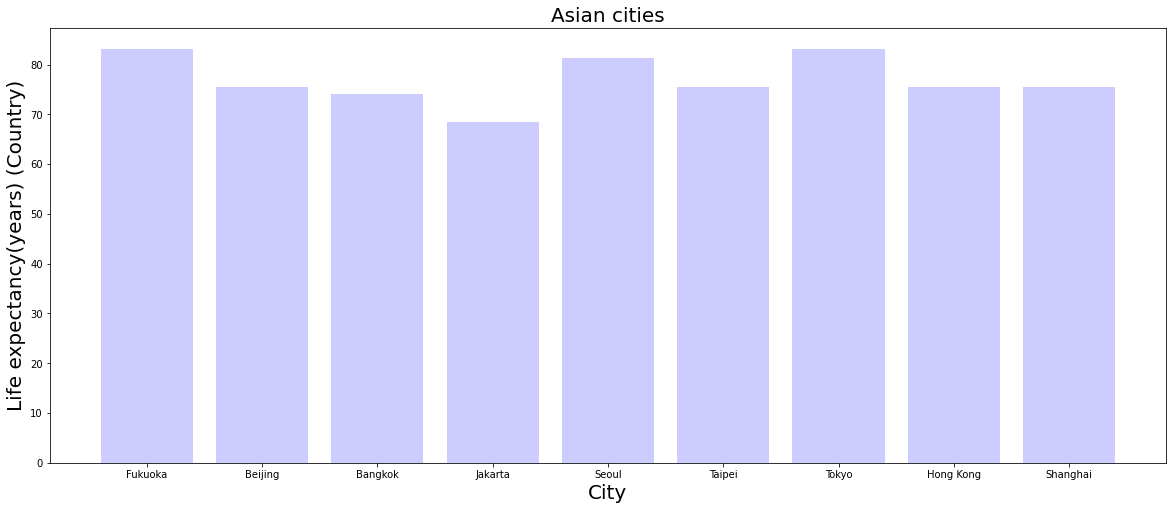 Asian cities
Life expectancy(years) (Country)
80
70
60
50
40
30
20
10
0
Fukuoka Beijing Bangkok Jakarta Seoul Taipei Tokyo Hong Kong Shanghai
City